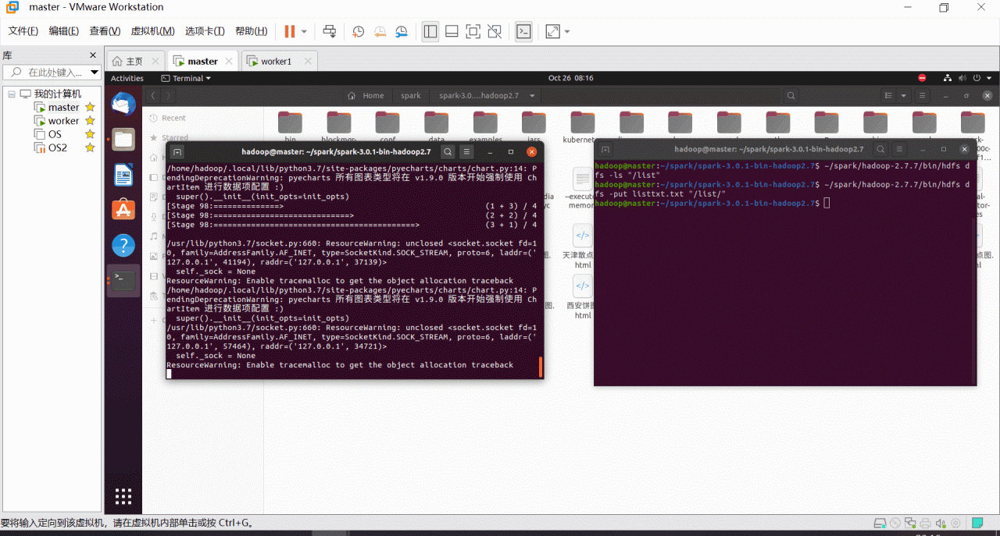 master - VMware Workstation
文件(F) 编辑(E) 查看(V) 虚拟机(M) 选项卡(T) 帮助(H)
库
在此处键入...
我的计算机
master
worker
OS
OS2
主页 master worker1
Activities Terminal Oct 26 08:16
Home spark spark-3.0....hadoop2.7
Recent
Starred
bin blockmgr- conf data examples jars kubernete
--execu
memor
天津散点
html
西安饼图
html
hadoop@master: ~/spark/spark-3.0.1-bin-hadoop2.7
/home/hadoop/.local/lib/python3.7/site-packages/pyecharts/charts/chart.py:14: P
endingDeprecationWarning: pyecharts 所有图表类型将在 v1.9.0 版本开始强制使用 Ch
artItem 进行数据项配置 :)
super().__init__(init_opts=init_opts)
[Stage 98:==============> (1 + 3) / 4
[Stage 98:=============================> (2 + 2) / 4
[Stage 98:===========================================> (3 + 1) / 4
/usr/lib/python3.7/socket.py:660: ResourceWarning: unclosed <socket.socket fd=1
0, family=AddressFamily.AF_INET, type=SocketKind.SOCK_STREAM, proto=6, laddr=('
127.0.0.1', 41194), raddr=('127.0.0.1', 37139)>
self._sock = None
ResourceWarning: Enable tracemalloc to get the object allocation traceback
/home/hadoop/.local/lib/python3.7/site-packages/pyecharts/charts/chart.py:14: P
endingDeprecationWarning: pyecharts 所有图表类型将在 v1.9.0 版本开始强制使用 Ch
artItem 进行数据项配置 :)
super().__init__(init_opts=init_opts)
/usr/lib/python3.7/socket.py:660: ResourceWarning: unclosed <socket.socket fd=1
0, family=AddressFamily.AF_INET, type=SocketKind.SOCK_STREAM, proto=6, laddr=('
127.0.0.1', 57464), raddr=('127.0.0.1', 34721)>
self._sock = None
ResourceWarning: Enable tracemalloc to get the object allocation traceback
hadoop@master: ~/spark/spark-3.0.1-bin-hadoop2.7
hadoop@master:~/spark/spark-3.0.1-bin-hadoop2.7$ ~/spark/hadoop-2.7.7/bin/hdfs d
fs -ls "/list"
hadoop@master:~/spark/spark-3.0.1-bin-hadoop2.7$ ~/spark/hadoop-2.7.7/bin/hdfs d
fs -put listtxt.txt "/list/"
hadoop@master:~/spark/spark-3.0.1-bin-hadoop2.7$
要将输入定向到该虚拟机，请在虚拟机内部单击或按 Ctrl+G。